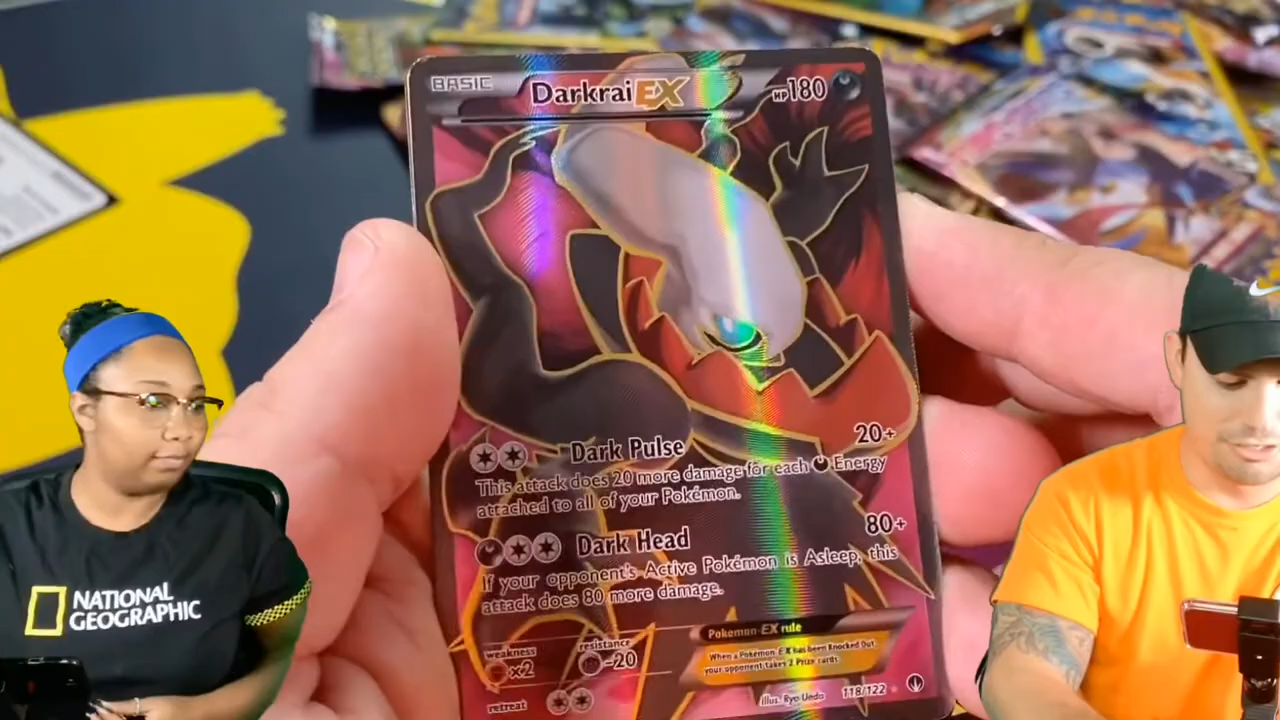 BASIC Darkrai EX HP180
Dark Pulse 20+
This attack does 20 more damage for each Energy
attached to all of your Pokémon.
Dark Head 80+
If your opponent's Active Pokémon is Asleep, this
attack does 80 more damage.
Pokémon-EX rule
When a Pokémon-EX has been Knocked Out,
your opponent takes 2 Prize cards.
weakness
×2
resistance
-20
retreat
illus. Ryo Ueda 118/122
NATIONAL
GEOGRAPHIC